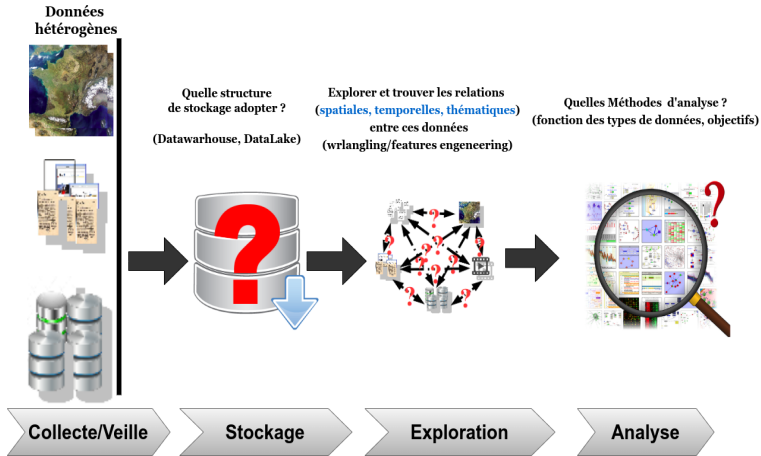 Données
hétérogènes
Quelle structure
de stockage adopter ?
(Datawarhouse, DataLake)
Explorer et trouver les relations
(spatiales, temporelles, thématiques)
entre ces données
(wrlangling/features engeneering)
Quelles Méthodes d'analyse ?
(fonction des types de données, objectifs)
Collecte/Veille
Stockage
Exploration
Analyse